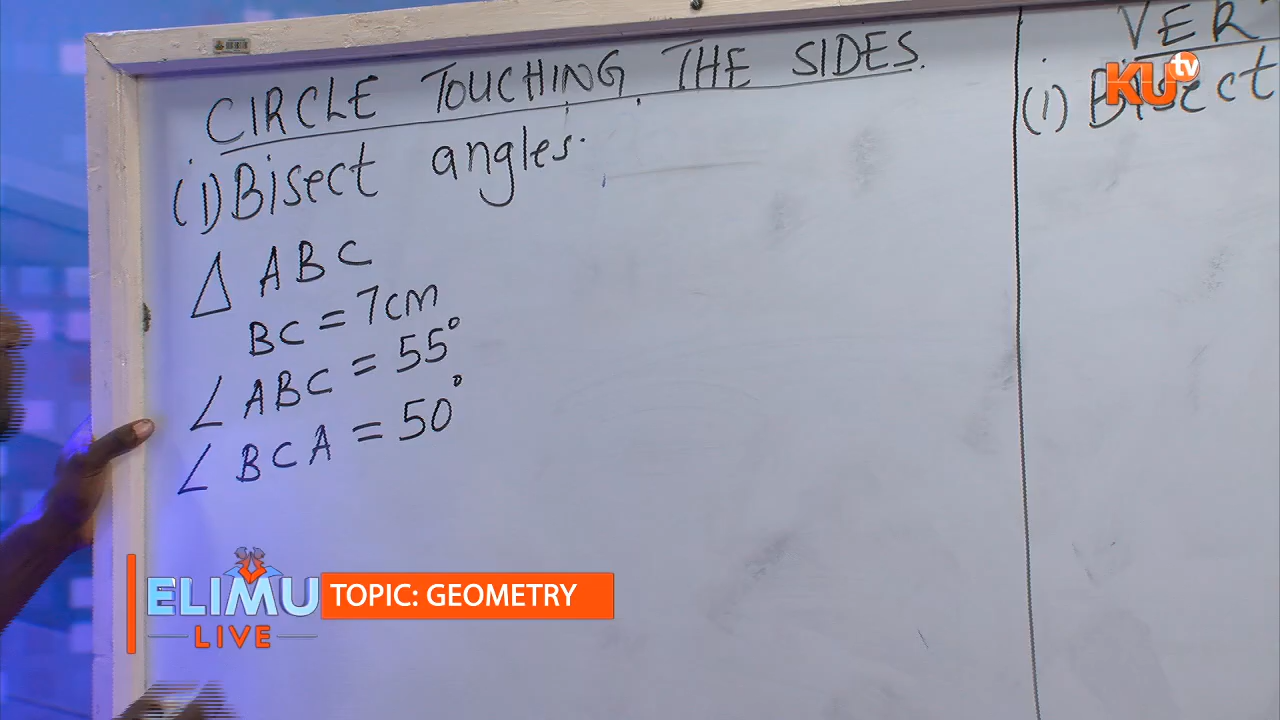 CIRCLE TOUCHING THE SIDES.
(i) Bisect angles.
△ ABC
BC = 7cm
∠ ABC = 55°
∠ BCA = 50°
VER
(i) Bisect
KU tv
ELIMU LIVE
TOPIC: GEOMETRY